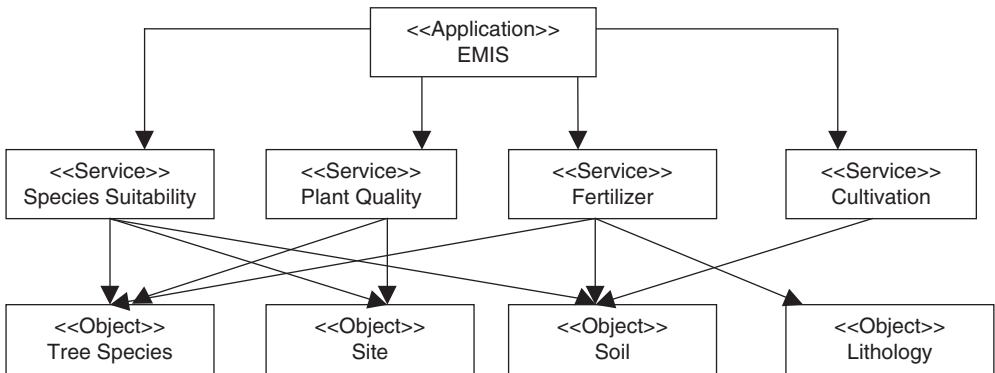 <<Application>>
EMIS
<<Service>>
Species Suitability
<<Service>>
Plant Quality
<<Service>>
Fertilizer
<<Service>>
Cultivation
<<Object>>
Tree Species
<<Object>>
Site
<<Object>>
Soil
<<Object>>
Lithology